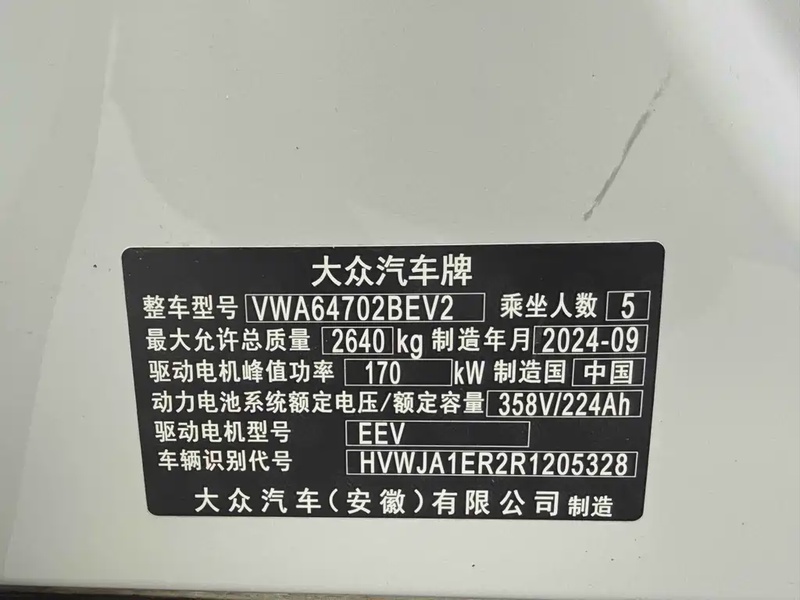 大众汽车牌
整车型号 VWA64702BEV2 乘坐人数 5
最大允许总质量 2640 kg 制造年月 2024-09
驱动电机峰值功率 170 kW 制造国 中国
动力电池系统额定电压/额定容量 358V/224Ah
驱动电机型号 EEV
车辆识别代号 HVWJA1ER2R1205328
大众汽车(安徽)有限公司 制造